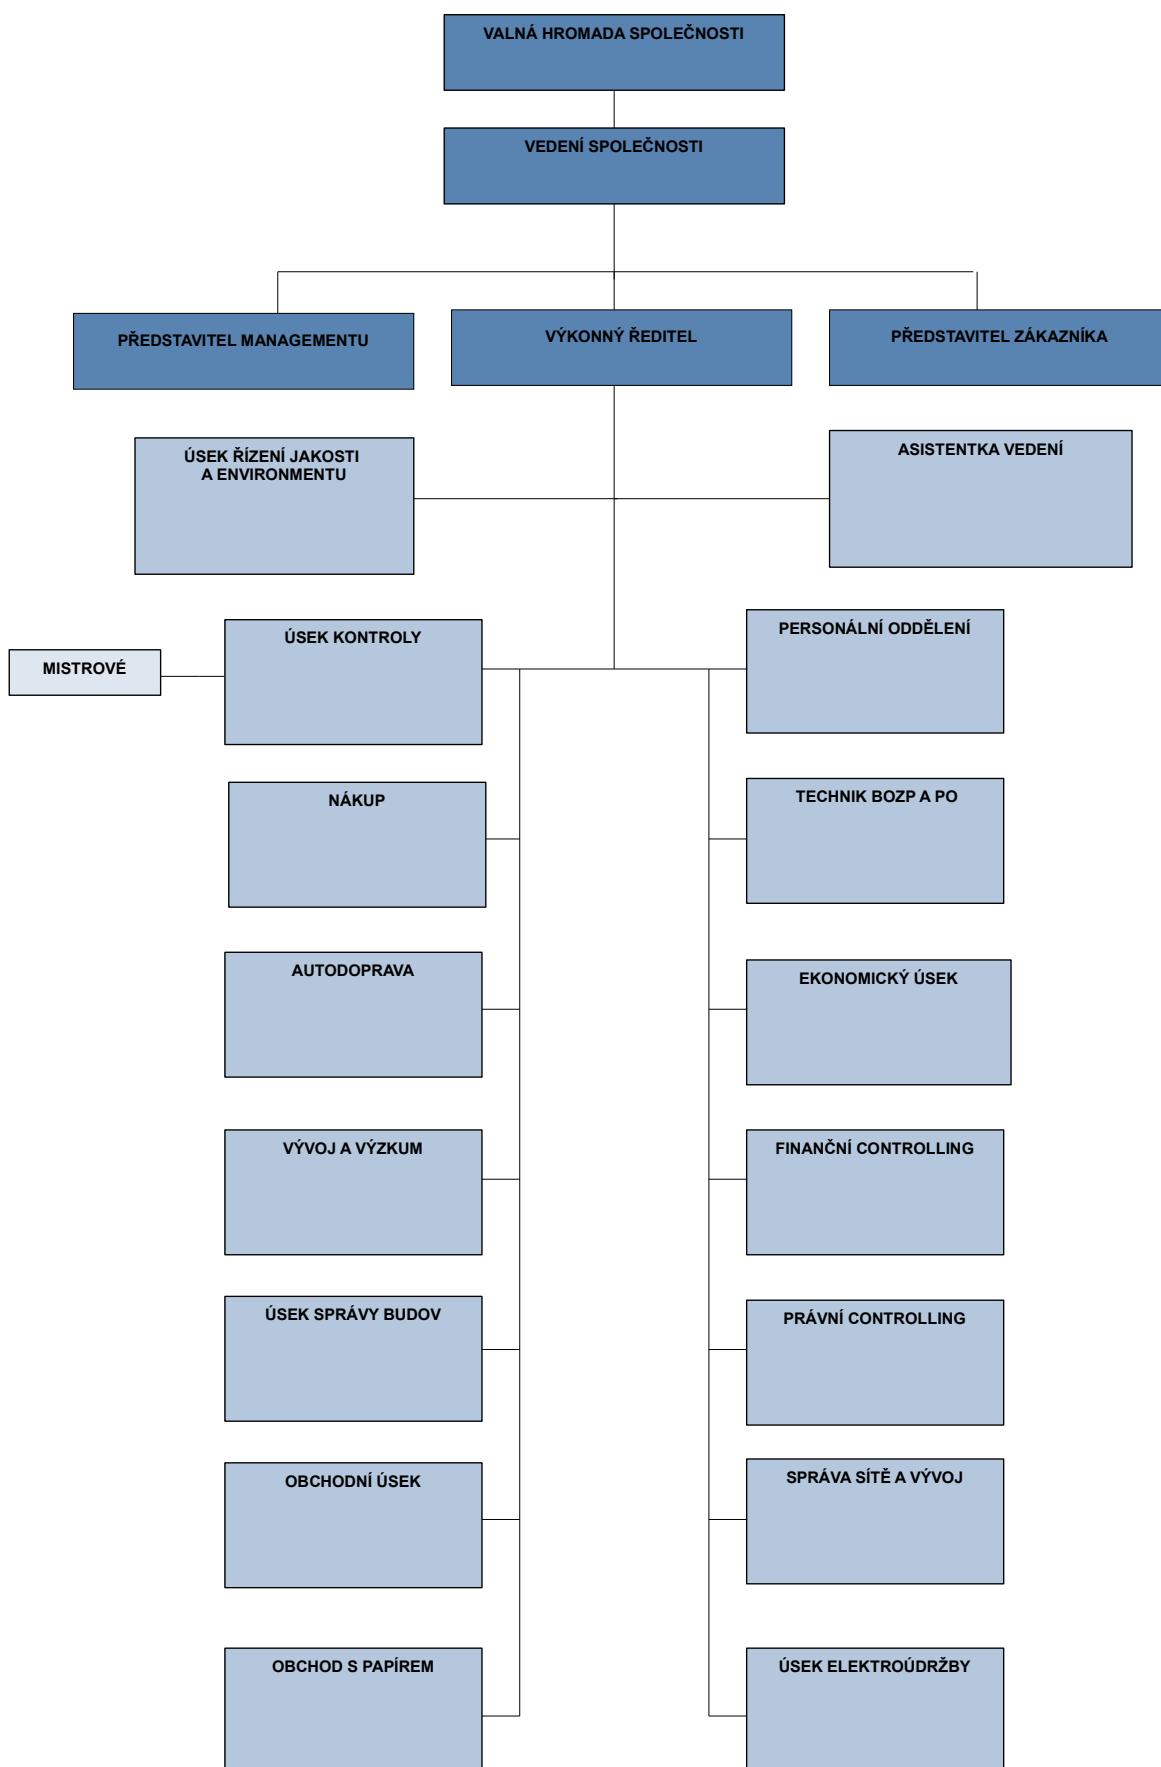 VALNÁ HROMADA SPOLEČNOSTI
VEDENÍ SPOLEČNOSTI
PŘEDSTAVITEL MANAGEMENTU
VÝKONNÝ ŘEDITEL
PŘEDSTAVITEL ZÁKAZNÍKA
ÚSEK ŘÍZENÍ JAKOSTI
A ENVIRONMENTU
ASISTENTKA VEDENÍ
MISTROVÉ
ÚSEK KONTROLY
PERSONÁLNÍ ODDĚLENÍ
NÁKUP
TECHNIK BOZP A PO
AUTODOPRAVA
EKONOMICKÝ ÚSEK
VÝVOJ A VÝZKUM
FINANČNÍ CONTROLLING
ÚSEK SPRÁVY BUDOV
PRÁVNÍ CONTROLLING
OBCHODNÍ ÚSEK
SPRÁVA SÍTĚ A VÝVOJ
OBCHOD S PAPÍREM
ÚSEK ELEKTROÚDRŽBY